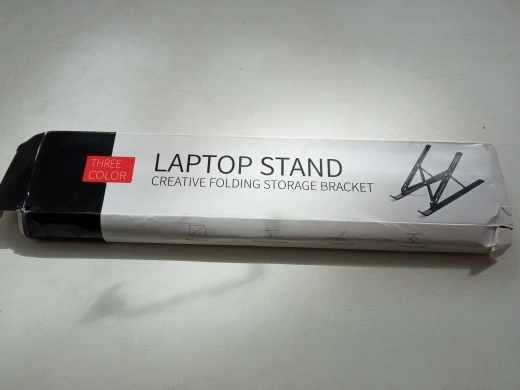 THREE
COLOR
LAPTOP STAND
CREATIVE FOLDING STORAGE BRACKET